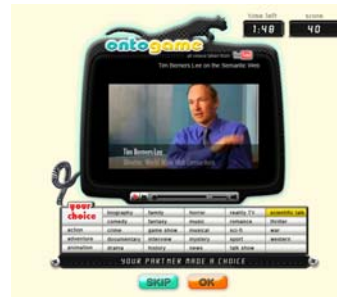 time left
score
1:48
40
ontogame
Tim Berners Lee on the Semantic Web
Tim Berners Lee
your
choice
biography family horror reality TV scientific talk
comedy fantasy music romance thriller
action crime game show musical sci-fi war
adventure documentary interview mystery sport western
animation drama history news talk show
YOUR PARTNER MADE A CHOICE
SKIP OK